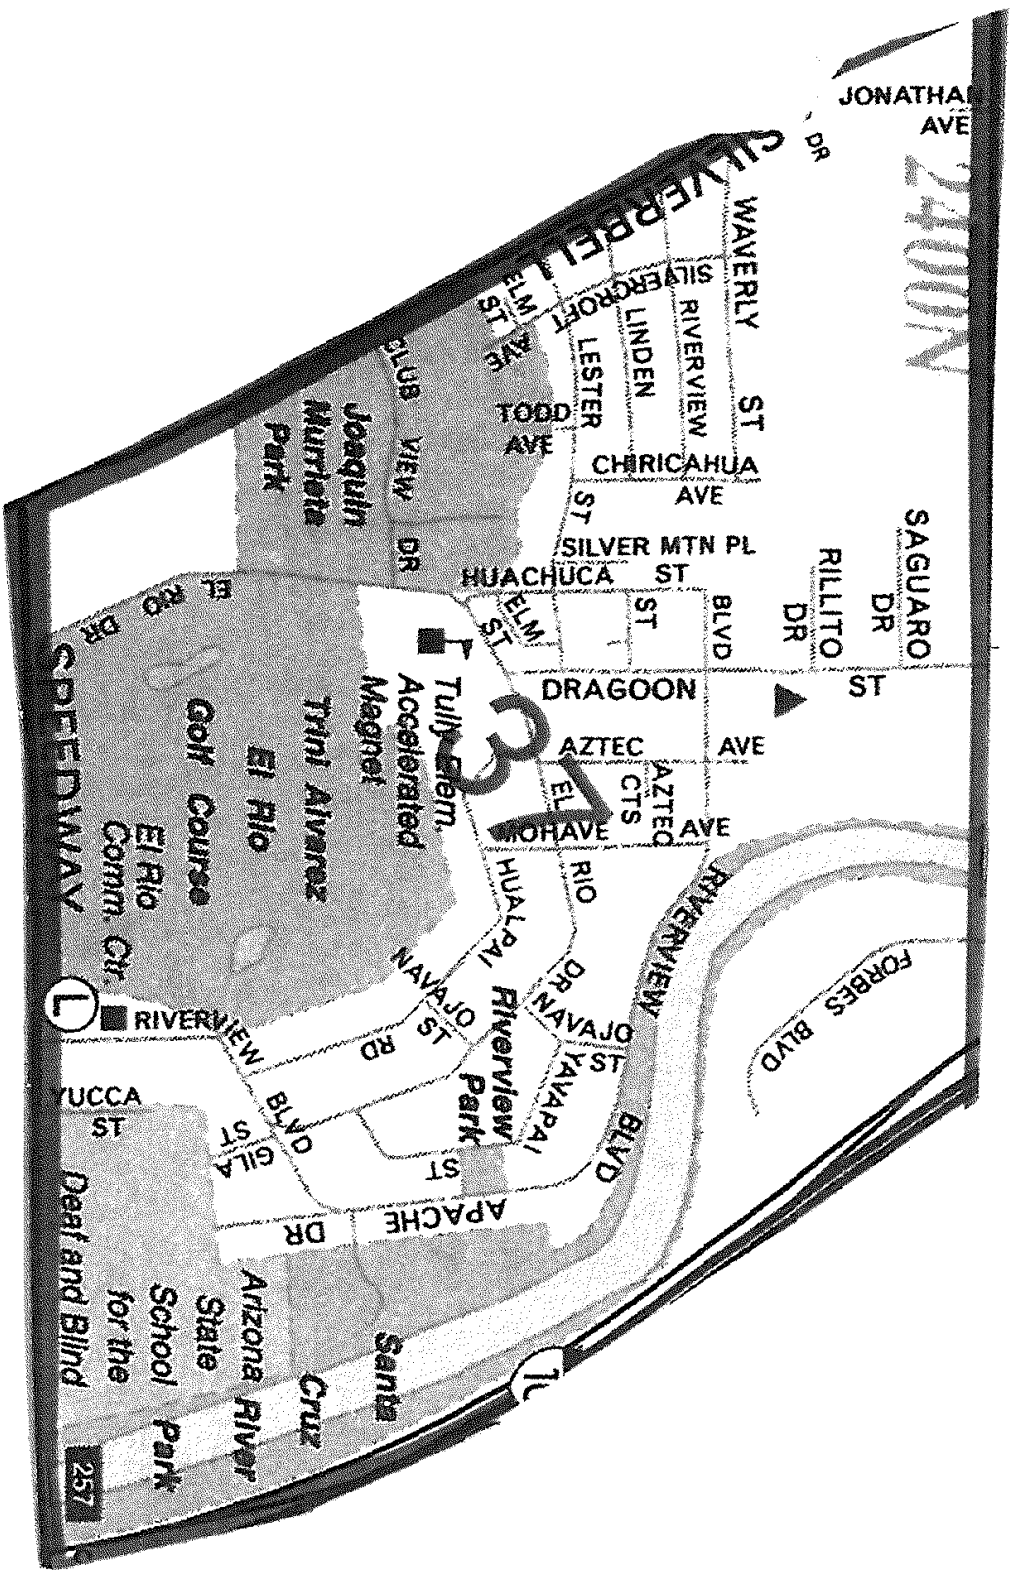 JONATHA
AVE
DR
2400N
SILVERBELL
WAVERLY ST
SILVERCROFT
AVE
ELM
ST
RIVERVIEW
LINDEN
LESTER
ST
CLUB VIEW DR
TODD
AVE
CHIRICAHUA
AVE
Joaquin
Murrieta
Park
SILVER MTN PL
HUACHUCA ST
SAGUARO
DR
RILLITO
DR
EL RIO DR
ELM
ST
ST
BLVD
DRAGOON ST
Tully Elem.
Accelerated
Magnet
37
AZTEC AVE
AZTEC
CTS
MOHAVE AVE
EL RIO DR
SPEEDWAY
Trini Alvarez
El Rio
Golf Course
El Rio
Comm. Ctr.
HUALPAI
RD
RIVERVIEW BLVD
FORBES BLVD
NAVAJO
ST
NAVAJO
ST
Riverview
Park
L
RIVERVIEW BLVD
YAVAPAI
ST
YUCCA
ST
GILA
ST
APACHE DR
Arizona
State
School
for the
Deaf and Blind
Santa
Cruz
River
Park
257